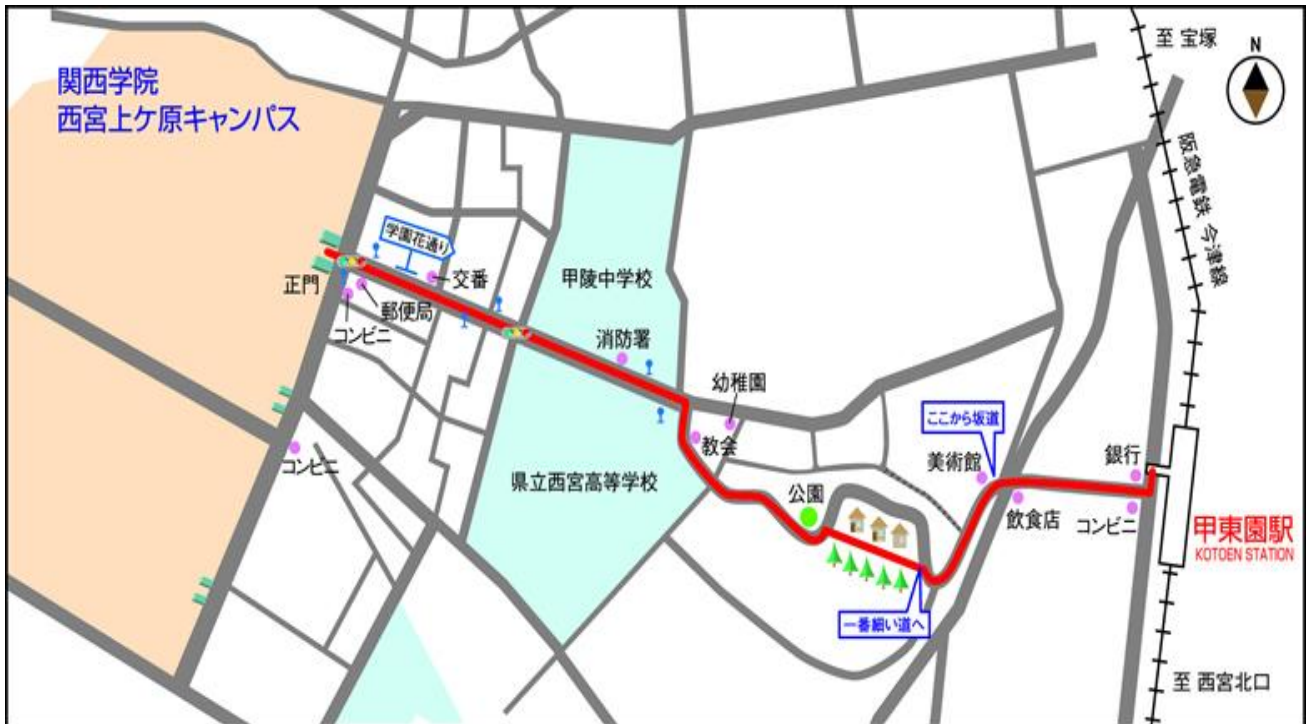 関西学院
西宮上ケ原キャンパス
至 宝塚
N
阪急電鉄 今津線
学園花通り
正門
交番
郵便局
コンビニ
甲陵中学校
消防署
幼稚園
教会
コンビニ
県立西宮高等学校
公園
ここから坂道
美術館
飲食店
銀行
コンビニ
甲東園駅
KOTOEN STATION
一番細い道へ
至 西宮北口